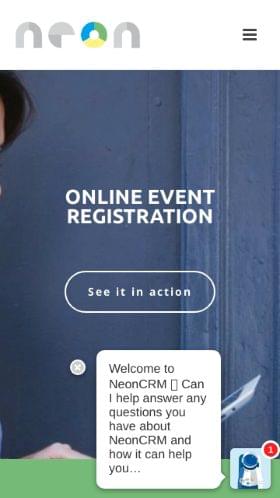 neon
ONLINE EVENT
REGISTRATION
See it in action
Welcome to
NeonCRM ▯ Can
I help answer any
questions you
have about
NeonCRM and
how it can help
you…
1